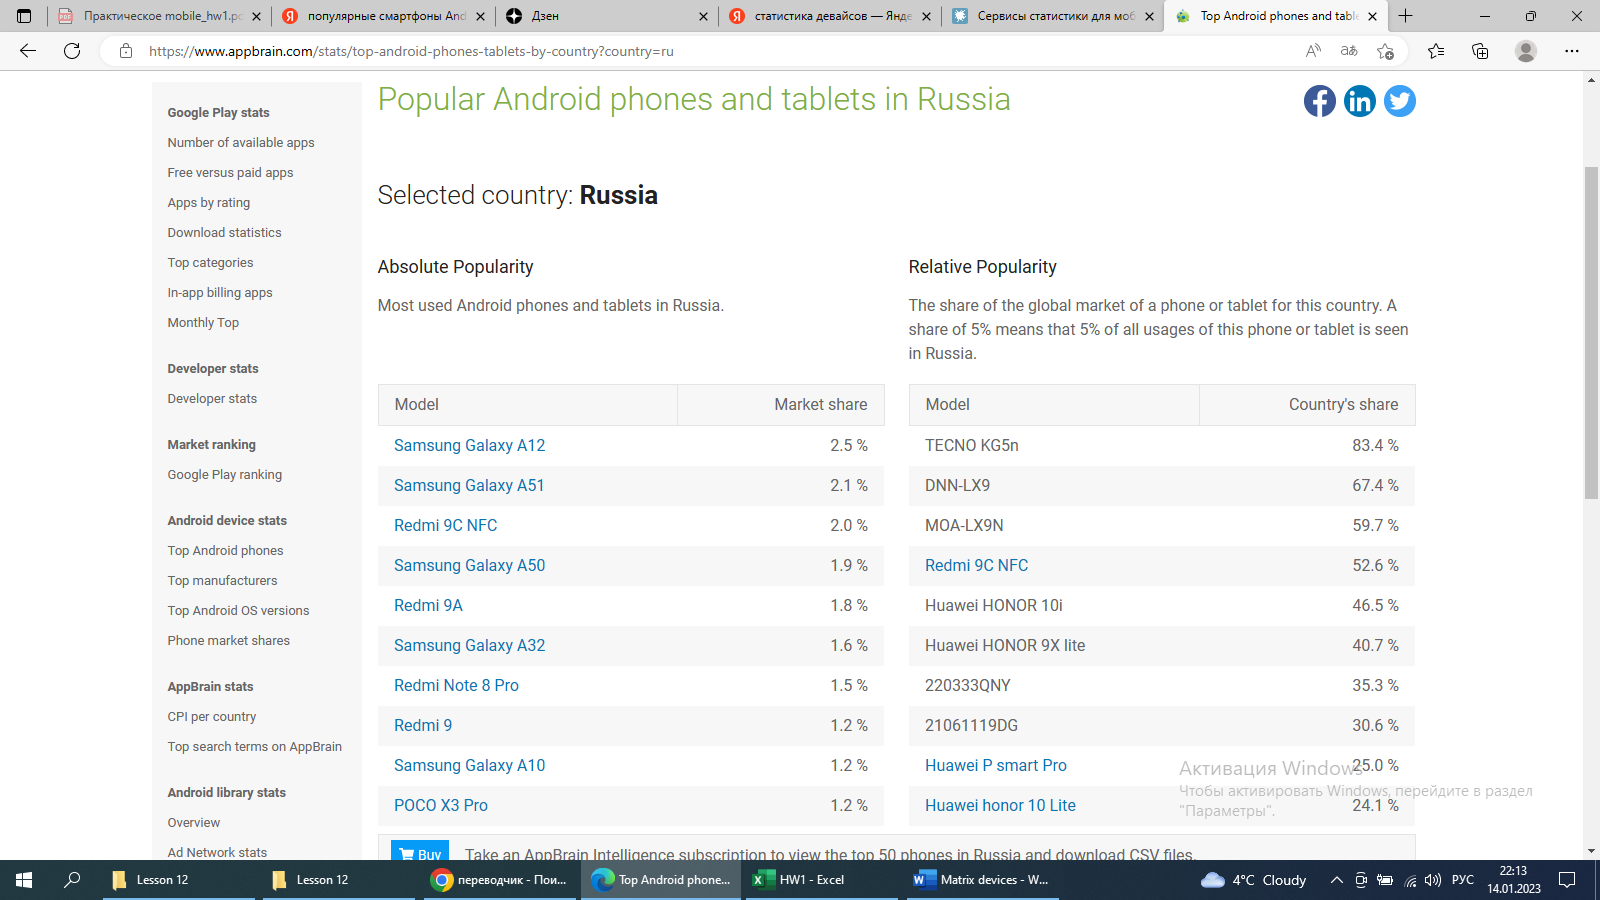 Практическое mobile_hw1.pd
популярные смартфоны And
Дзен
статистика девайсов — Янде
Сервисы статистики для моб
Top Android phones and table
https://www.appbrain.com/stats/top-android-phones-tablets-by-country?country=ru
Google Play stats
Number of available apps
Free versus paid apps
Apps by rating
Download statistics
Top categories
In-app billing apps
Monthly Top
Developer stats
Developer stats
Market ranking
Google Play ranking
Android device stats
Top Android phones
Top manufacturers
Top Android OS versions
Phone market shares
AppBrain stats
CPI per country
Top search terms on AppBrain
Android library stats
Overview
Ad Network stats
Popular Android phones and tablets in Russia
Selected country: Russia
Absolute Popularity
Most used Android phones and tablets in Russia.
Model Market share
Samsung Galaxy A12 2.5 %
Samsung Galaxy A51 2.1 %
Redmi 9C NFC 2.0 %
Samsung Galaxy A50 1.9 %
Redmi 9A 1.8 %
Samsung Galaxy A32 1.6 %
Redmi Note 8 Pro 1.5 %
Redmi 9 1.2 %
Samsung Galaxy A10 1.2 %
POCO X3 Pro 1.2 %
Relative Popularity
The share of the global market of a phone or tablet for this country. A
share of 5% means that 5% of all usages of this phone or tablet is seen
in Russia.
Model Country's share
TECNO KG5n 83.4 %
DNN-LX9 67.4 %
MOA-LX9N 59.7 %
Redmi 9C NFC 52.6 %
Huawei HONOR 10i 46.5 %
Huawei HONOR 9X lite 40.7 %
220333QNY 35.3 %
21061119DG 30.6 %
Huawei P smart Pro 25.0 %
Huawei honor 10 Lite 24.1 %
Активация Windows
Чтобы активировать Windows, перейдите в раздел
"Параметры".
Buy Take an AppBrain Intelligence subscription to view the top 50 phones in Russia and download CSV files.
Lesson 12
Lesson 12
переводчик - Пои...
Top Android phone...
HW1 - Excel
Matrix devices - W...
4°C Cloudy
РУС
22:13
14.01.2023